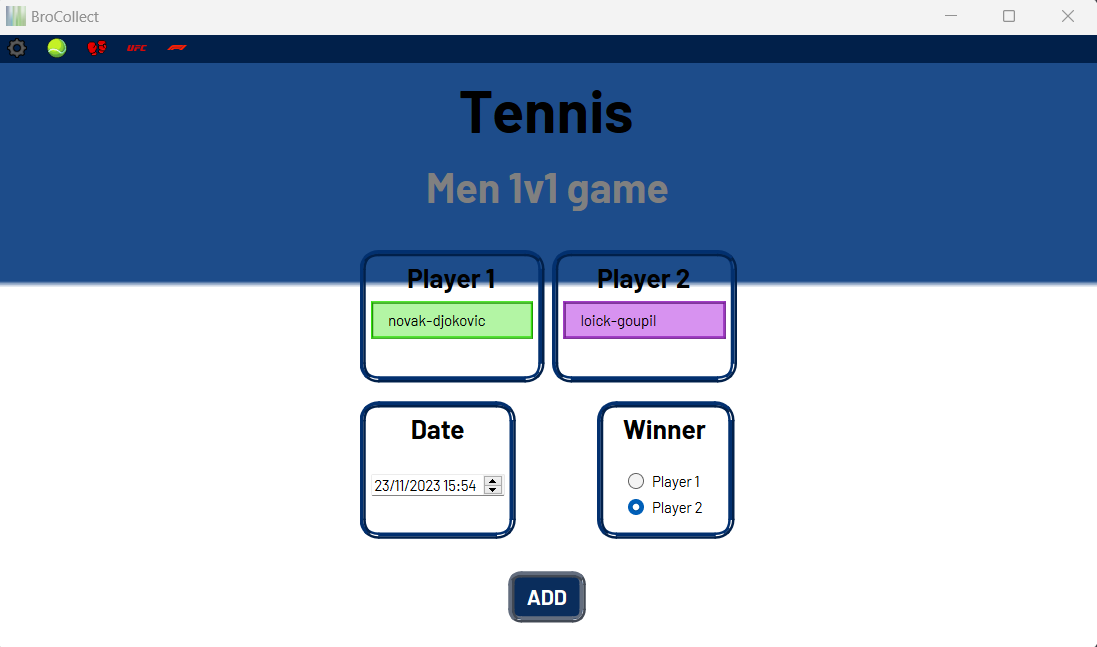 BroCollect
UFC
Tennis
Men 1v1 game
Player 1
Player 2
novak-djokovic
loick-goupil
Date
Winner
23/11/2023 15:54
Player 1
Player 2
ADD